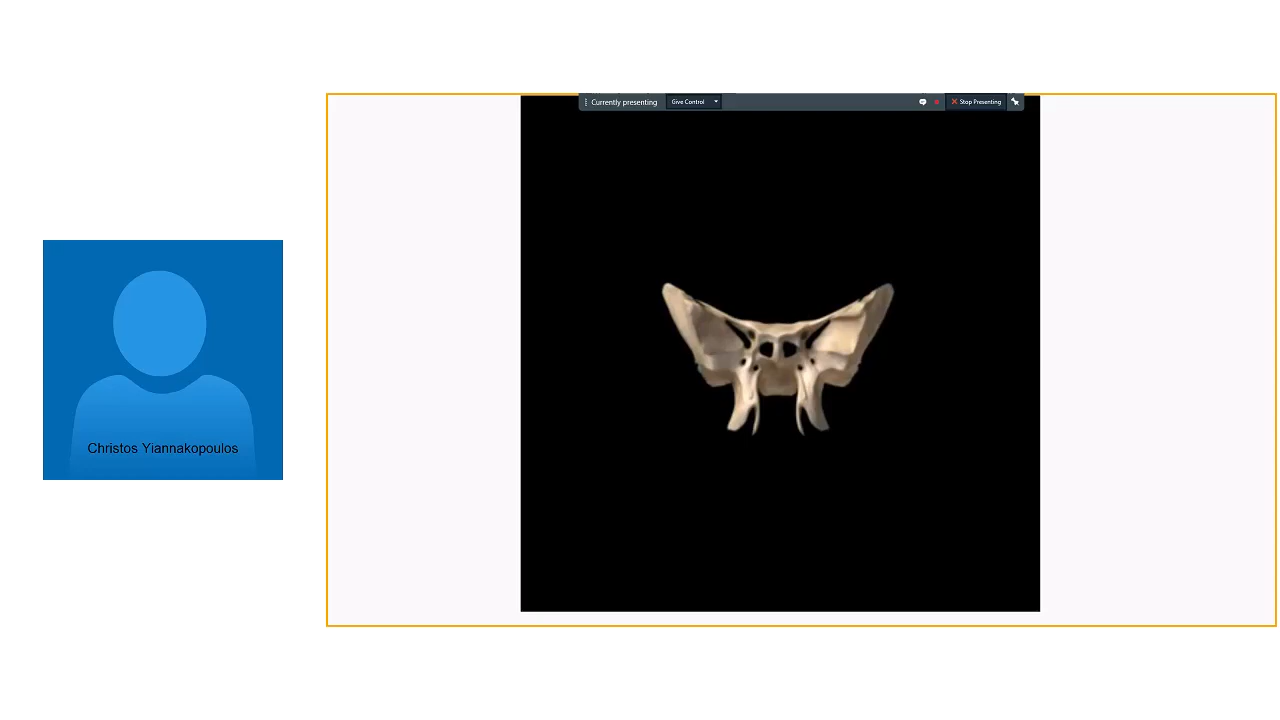 Currently presenting Give Control Stop Presenting
Christos Yiannakopoulos